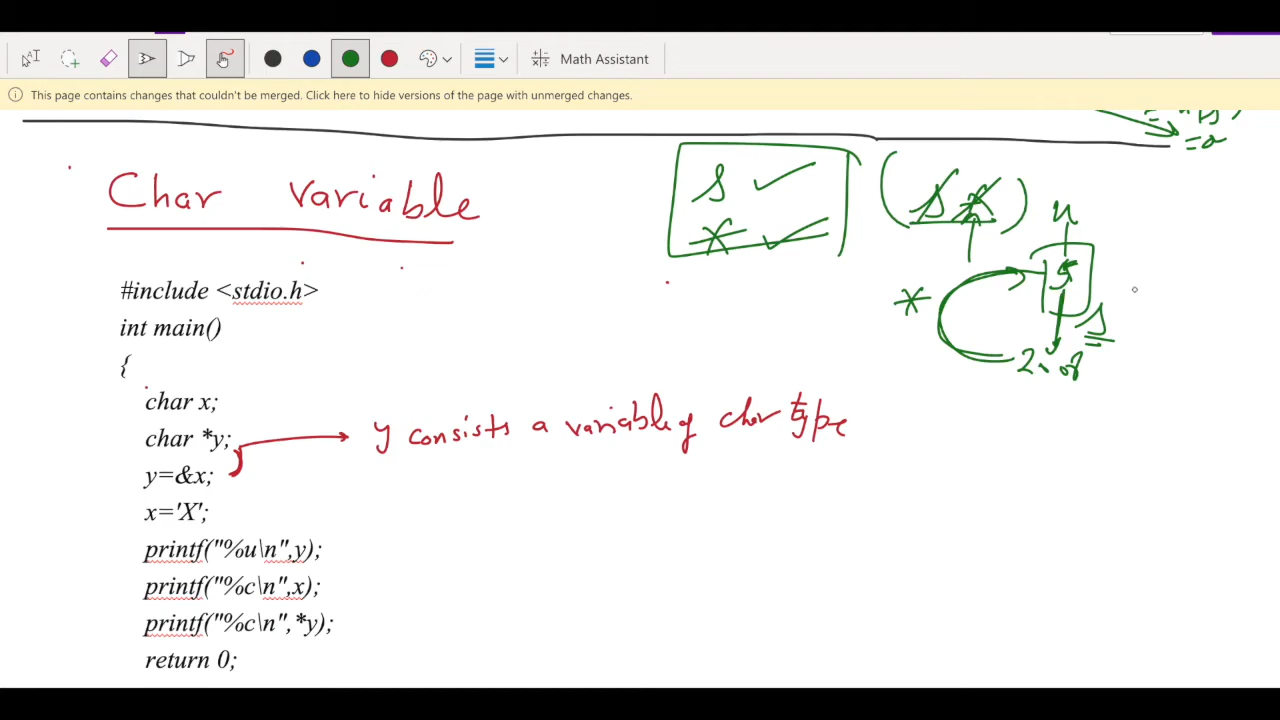 Math Assistant
This page contains changes that couldn't be merged. Click here to hide versions of the page with unmerged changes.
Char variable
#include <stdio.h>
int main()
{
char x;
char *y;
y=&x;
x='X';
printf("%u\n",y);
printf("%c\n",x);
printf("%c\n",*y);
return 0;
y consists a variable of char type
*